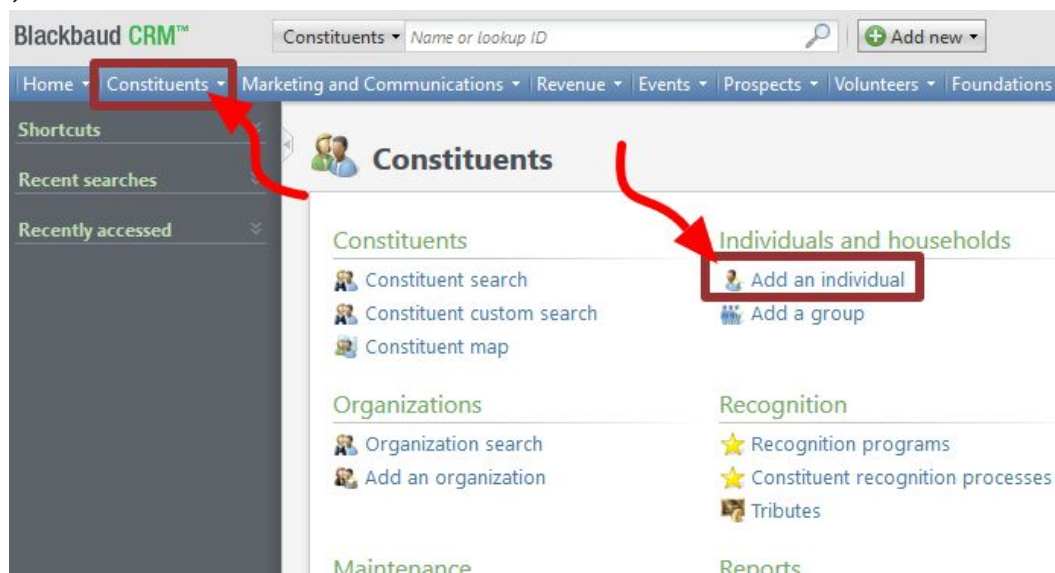 Blackbaud CRM™ Constituents Name or lookup ID Add new
Home Constituents Marketing and Communications Revenue Events Prospects Volunteers Foundations
Shortcuts
Recent searches
Recently accessed
Constituents
Constituents
Constituent search
Constituent custom search
Constituent map
Individuals and households
Add an individual
Add a group
Organizations
Organization search
Add an organization
Recognition
Recognition programs
Constituent recognition processes
Tributes
Maintenance
Reports